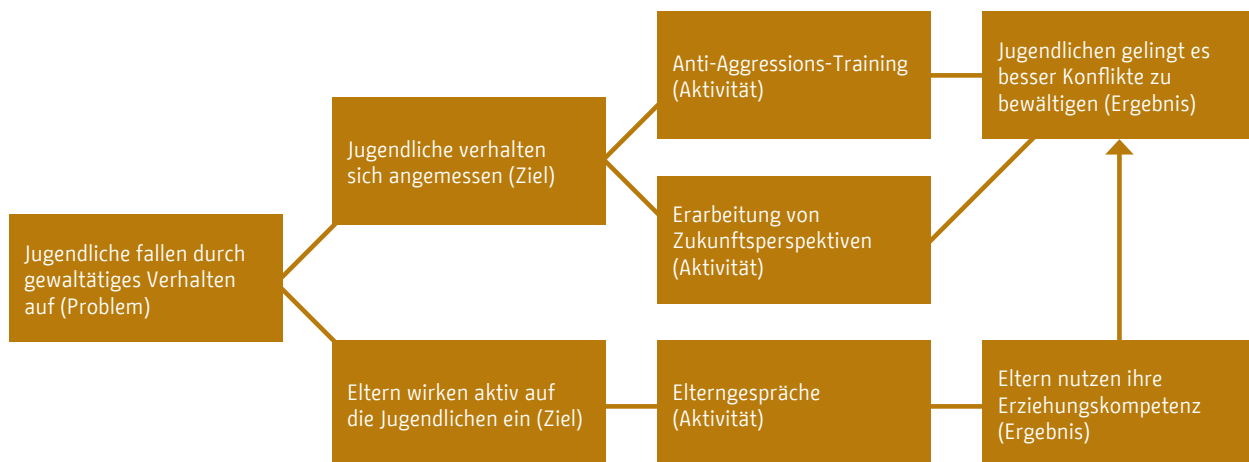 Jugendliche fallen durch
gewaltätiges Verhalten
auf (Problem)
Jugendliche verhalten
sich angemessen (Ziel)
Eltern wirken aktiv auf
die Jugendlichen ein (Ziel)
Anti-Aggressions-Training
(Aktivität)
Erarbeitung von
Zukunftsperspektiven
(Aktivität)
Elterngespräche
(Aktivität)
Jugendlichen gelingt es
besser Konflikte zu
bewältigen (Ergebnis)
Eltern nutzen ihre
Erziehungskompetenz
(Ergebnis)